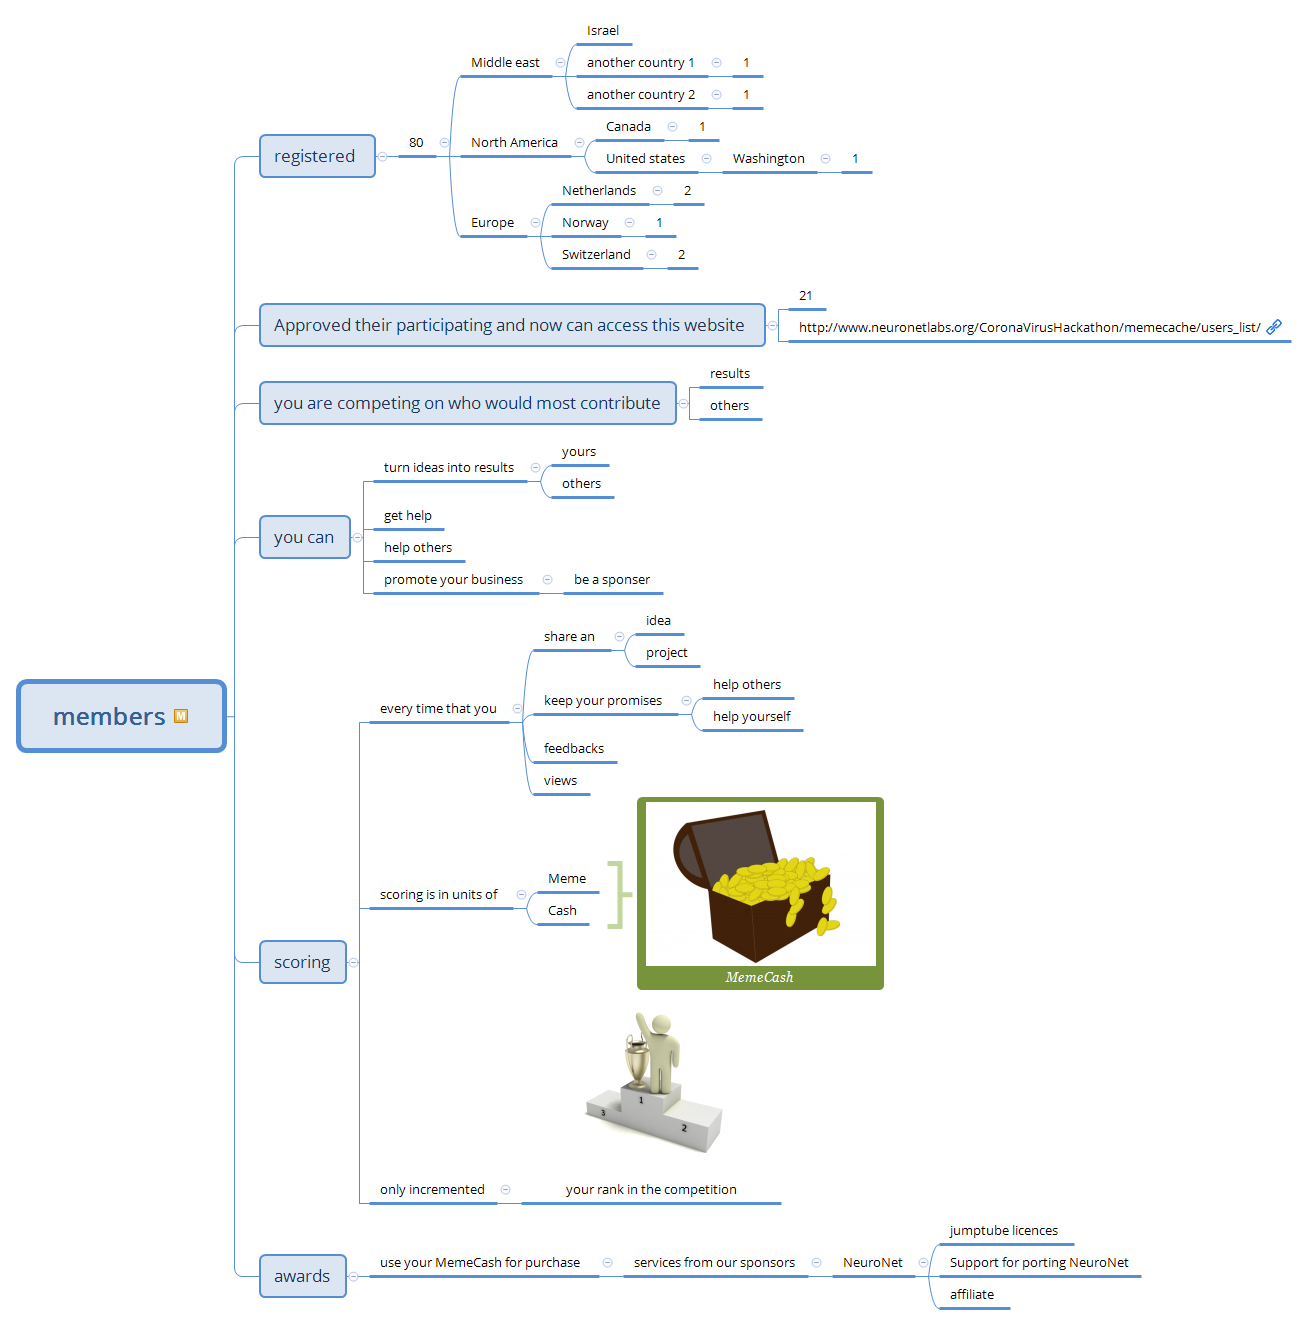 members
M
registered
80
Middle east
Israel
another country 1
1
another country 2
1
North America
Canada
1
United states
Washington
1
Europe
Netherlands
2
Norway
1
Switzerland
2
Approved their participating and now can access this website
21
http://www.neuronetlabs.org/CoronaVirusHackathon/memecache/users_list/
you are competing on who would most contribute
results
others
you can
turn ideas into results
yours
others
get help
help others
promote your business
be a sponser
scoring
every time that you
share an
idea
project
keep your promises
help others
help yourself
feedbacks
views
scoring is in units of
Meme
Cash
MemeCash
1
3
2
only incremented
your rank in the competition
awards
use your MemeCash for purchase
services from our sponsors
NeuroNet
jumptube licences
Support for porting NeuroNet
affiliate